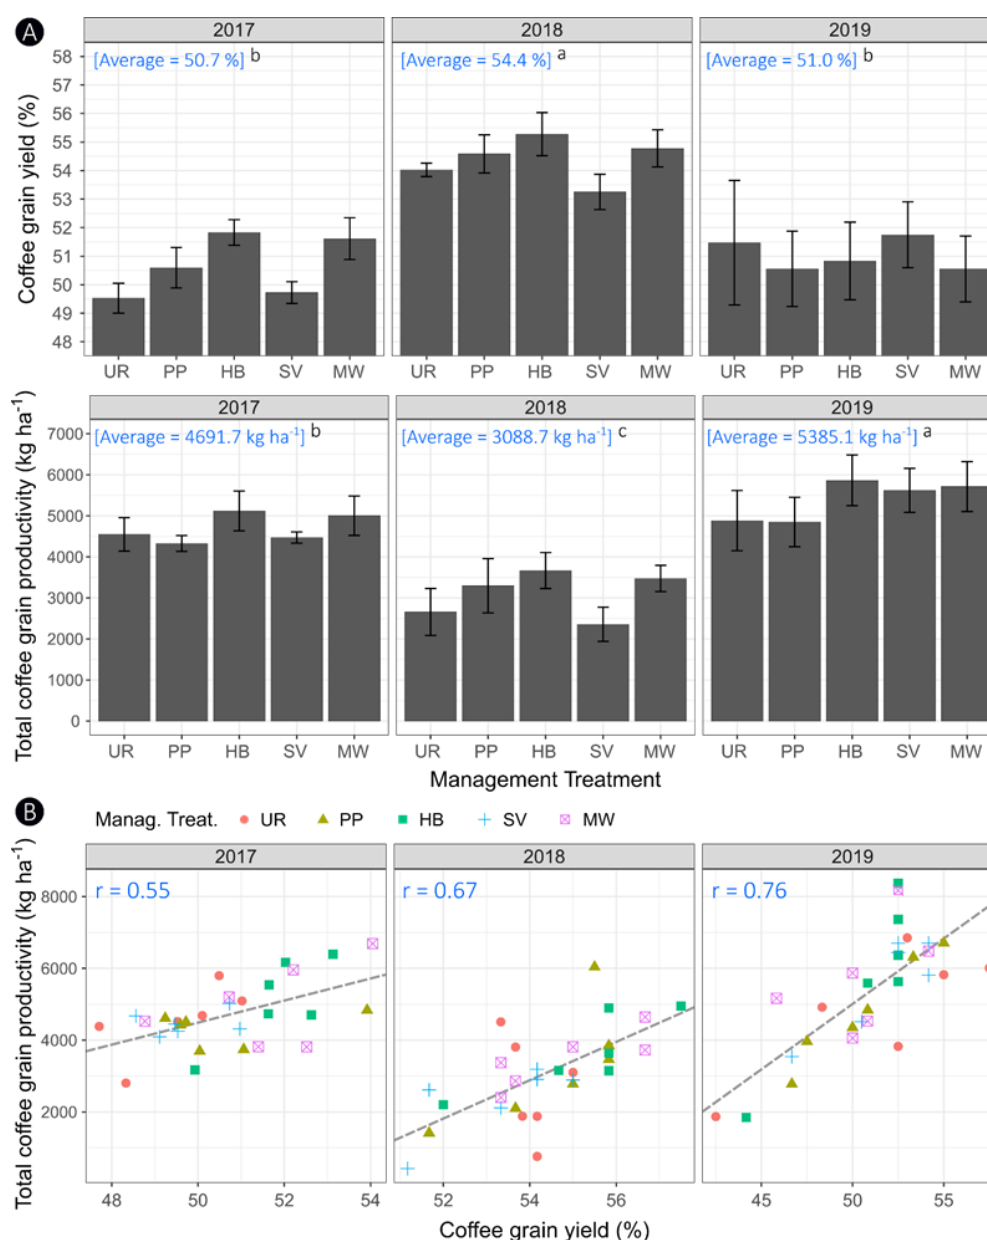 A
2017 2018 2019
[Average = 50.7 %] b [Average = 54.4 %] a [Average = 51.0 %] b
Coffee grain yield (%)
58
57
56
55
54
53
52
51
50
49
48
UR PP HB SV MW UR PP HB SV MW UR PP HB SV MW
2017 2018 2019
[Average = 4691.7 kg ha⁻¹] b [Average = 3088.7 kg ha⁻¹] c [Average = 5385.1 kg ha⁻¹] a
Total coffee grain productivity (kg ha⁻¹)
7000
6000
5000
4000
3000
2000
1000
0
UR PP HB SV MW UR PP HB SV MW UR PP HB SV MW
Management Treatment
B
Manag. Treat. UR PP HB SV MW
2017 2018 2019
r = 0.55 r = 0.67 r = 0.76
Total coffee grain productivity (kg ha⁻¹)
8000
6000
4000
2000
48 50 52 54 52 54 56 45 50 55
Coffee grain yield (%)